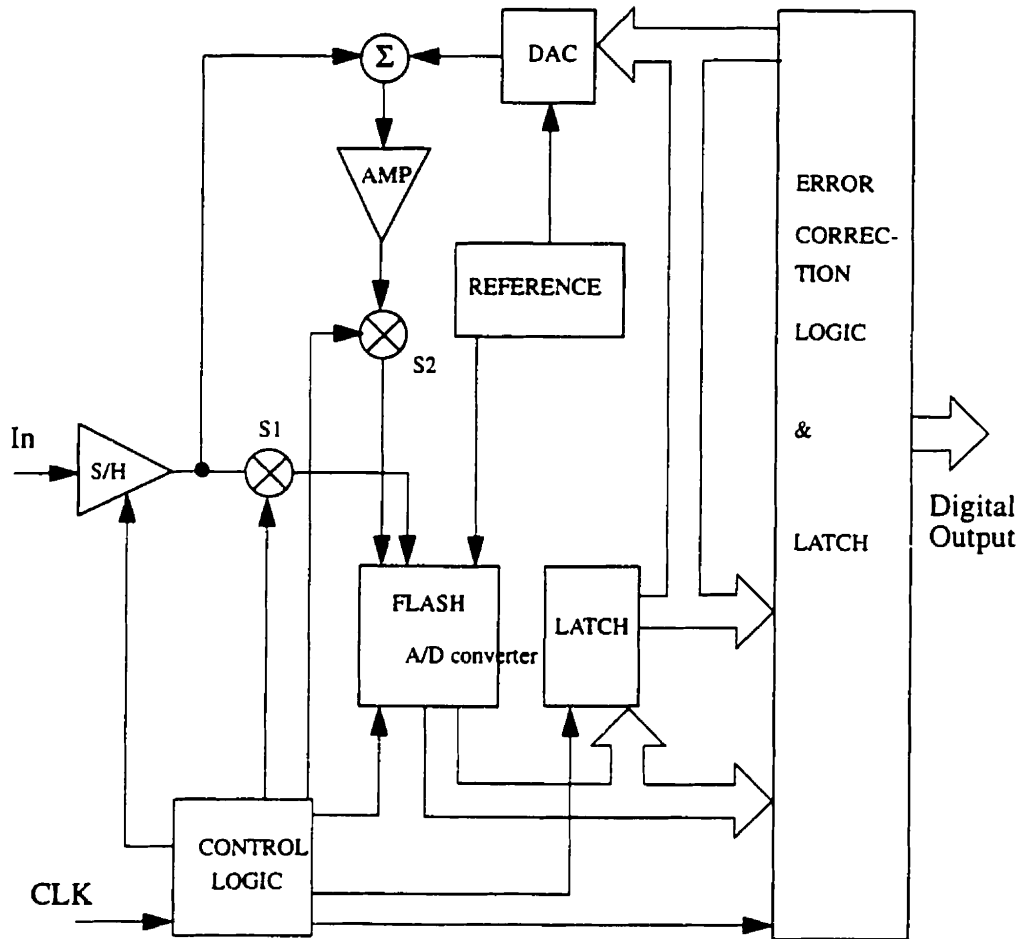 Σ
DAC
AMP
ERROR
CORREC-
TION
LOGIC
&
LATCH
REFERENCE
S2
In
S/H
S1
Digital
Output
FLASH
A/D converter
LATCH
CONTROL
LOGIC
CLK